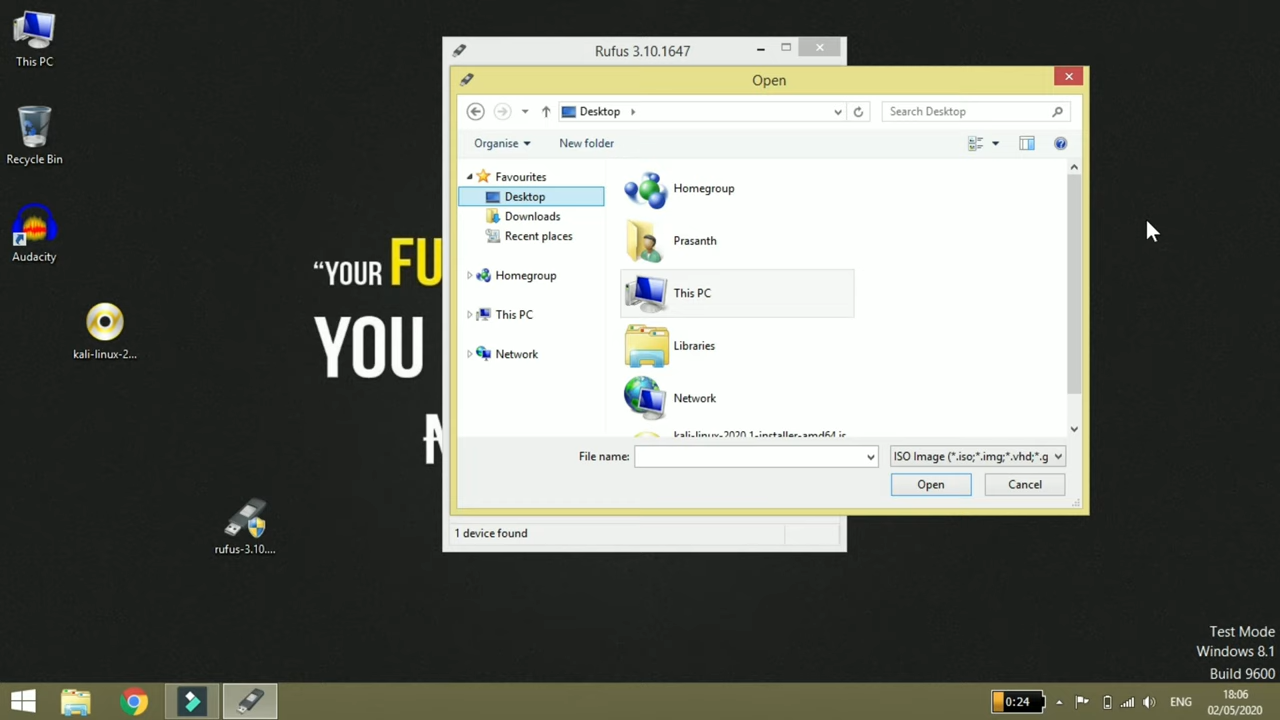 This PC
Recycle Bin
Audacity
kali-linux-2...
rufus-3.10....
“YOUR FU
YOU
N
Rufus 3.10.1647
Open
Desktop
Search Desktop
Organise
New folder
Favourites
Desktop
Downloads
Recent places
Homegroup
This PC
Network
Homegroup
Prasanth
This PC
Libraries
Network
kali-linux-2020.1-installer-amd64.is
File name:
ISO Image (*.iso;*.img;*.vhd;*.g
Open
Cancel
1 device found
Test Mode
Windows 8.1
Build 9600
0:24
ENG
18:06
02/05/2020